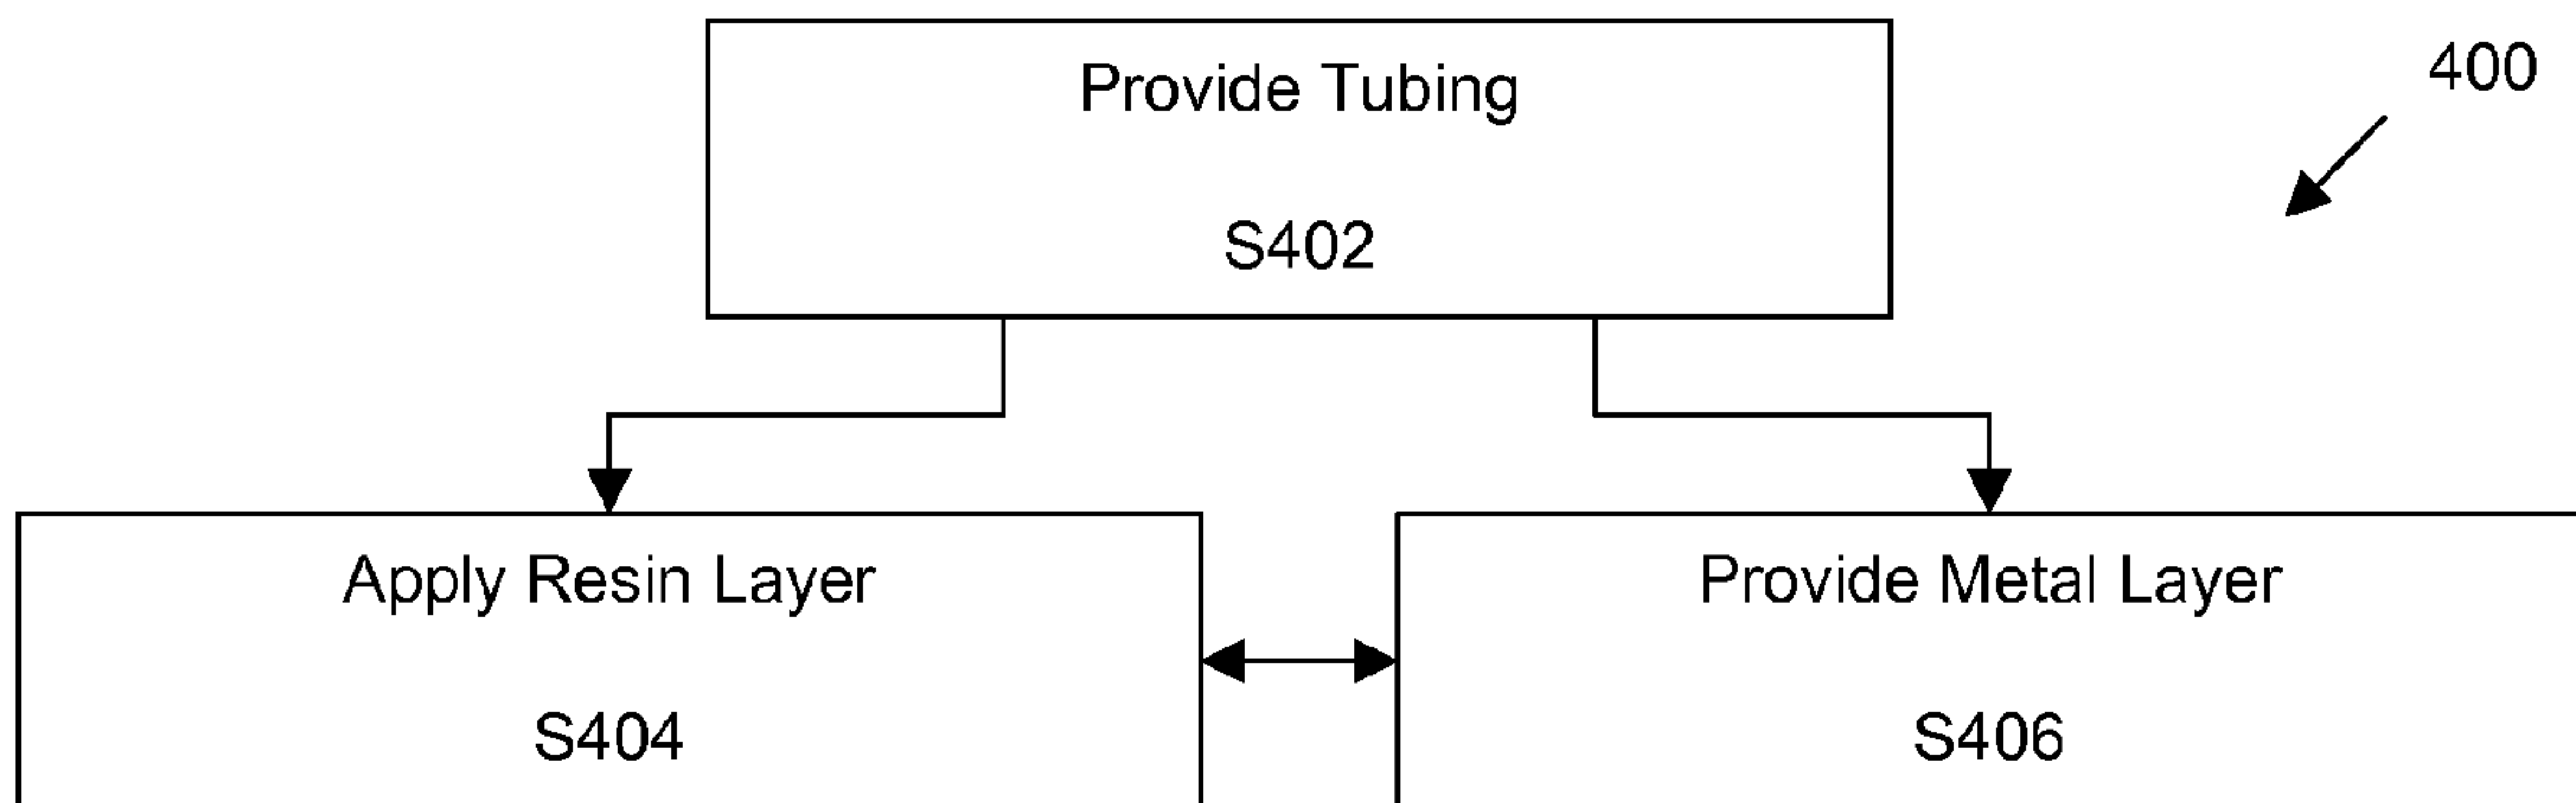 Provide Tubing
S402
400
Apply Resin Layer
S404
Provide Metal Layer
S406